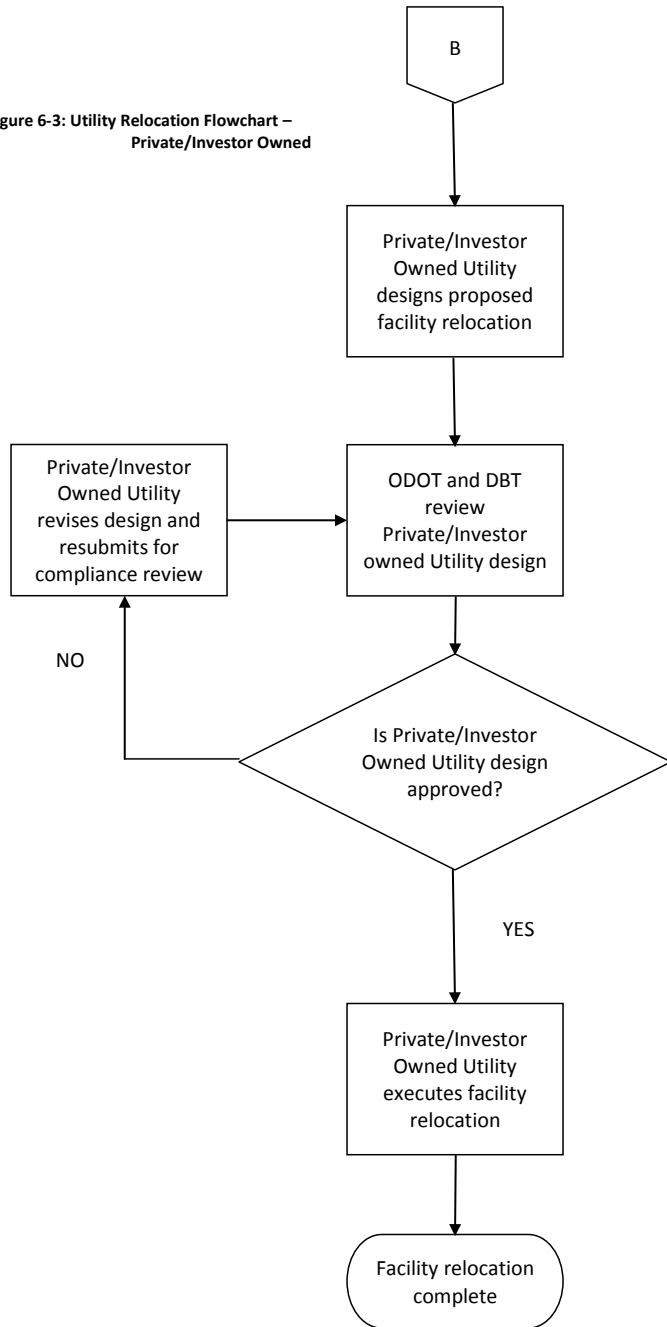 B
gure 6-3: Utility Relocation Flowchart –
Private/Investor Owned
Private/Investor
Owned Utility
designs proposed
facility relocation
Private/Investor
Owned Utility
revises design and
resubmits for
compliance review
ODOT and DBT
review
Private/Investor
owned Utility design
NO
Is Private/Investor
Owned Utility design
approved?
YES
Private/Investor
Owned Utility
executes facility
relocation
Facility relocation
complete